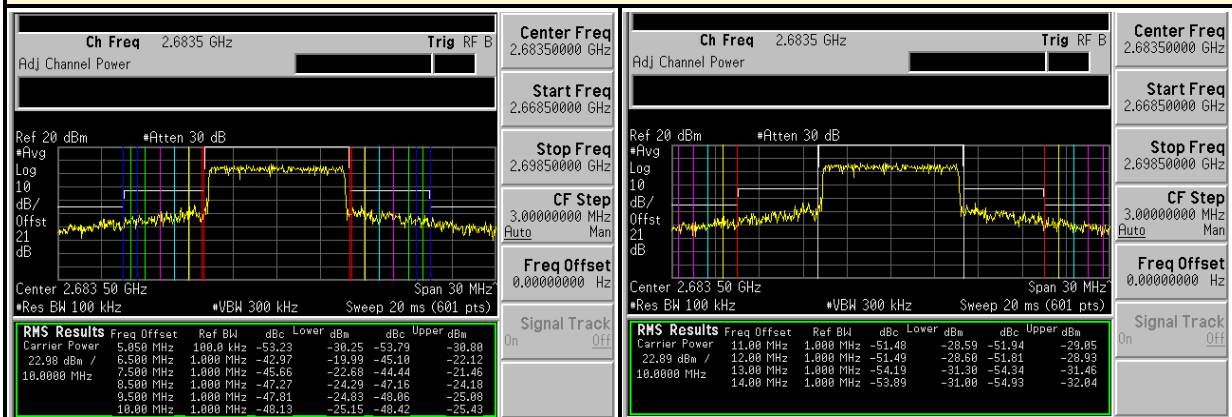 Ch Freq 2.6835 GHz Trig RF B
Adj Channel Power
Ref 20 dBm #Atten 30 dB
#Avg
Log
10
dB/
Offst
21
dB
Center 2.683 50 GHz Span 30 MHz^
#Res BW 100 kHz #VBW 300 kHz Sweep 20 ms (601 pts)
RMS Results Freq Offset Ref BW dBc Lower dBm dBc Upper dBm
Carrier Power 5.050 MHz 100.0 kHz -53.23 -30.25 -53.79 -30.80
22.98 dBm / 6.500 MHz 1.000 MHz -42.97 -19.99 -45.10 -22.12
10.0000 MHz 7.500 MHz 1.000 MHz -45.66 -22.68 -44.44 -21.46
8.500 MHz 1.000 MHz -47.27 -24.29 -47.16 -24.18
9.500 MHz 1.000 MHz -47.81 -24.83 -48.06 -25.08
10.00 MHz 1.000 MHz -48.13 -25.15 -48.42 -25.43
Center Freq
2.68350000 GHz
Start Freq
2.66850000 GHz
Stop Freq
2.69850000 GHz
CF Step
3.00000000 MHz
Auto Man
Freq Offset
0.00000000 Hz
Signal Track
On Off
Ch Freq 2.6835 GHz Trig RF B
Adj Channel Power
Ref 20 dBm #Atten 30 dB
#Avg
Log
10
dB/
Offst
21
dB
Center 2.683 50 GHz Span 30 MHz^
#Res BW 100 kHz #VBW 300 kHz Sweep 20 ms (601 pts)
RMS Results Freq Offset Ref BW dBc Lower dBm dBc Upper dBm
Carrier Power 11.00 MHz 1.000 MHz -51.48 -28.59 -51.94 -29.05
22.89 dBm / 12.00 MHz 1.000 MHz -51.49 -28.60 -51.81 -28.93
10.0000 MHz 13.00 MHz 1.000 MHz -54.19 -31.30 -54.34 -31.46
14.00 MHz 1.000 MHz -53.89 -31.00 -54.93 -32.04
Center Freq
2.68350000 GHz
Start Freq
2.66850000 GHz
Stop Freq
2.69850000 GHz
CF Step
3.00000000 MHz
Auto Man
Freq Offset
0.00000000 Hz
Signal Track
On Off